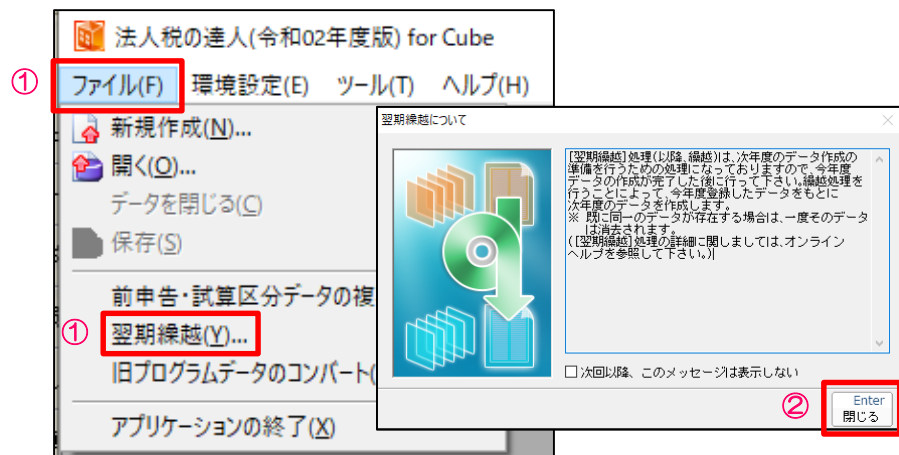 法人税の達人(令和02年度版) for Cube
① ファイル(F) 環境設定(E) ツール(T) ヘルプ(H)
新規作成(N)...
開く(O)...
データを閉じる(C)
保存(S)
前申告・試算区分データの複
① 翌期繰越(Y)...
旧プログラムデータのコンバート(
アプリケーションの終了(X)
翌期繰越について
[翌期繰越]処理(以降、繰越)は、次年度のデータ作成の
準備を行うための処理になっておりますので、今年度
データの作成が完了した後に行って下さい。繰越処理を
行うことによって、今年度登録したデータをもとに
次年度のデータを作成します。
※ 既に同一のデータが存在する場合は、一度そのデータ
は消去されます。
([翌期繰越]処理の詳細に関しましては、オンライン
ヘルプを参照して下さい。)
次回以降、このメッセージは表示しない
② Enter
閉じる